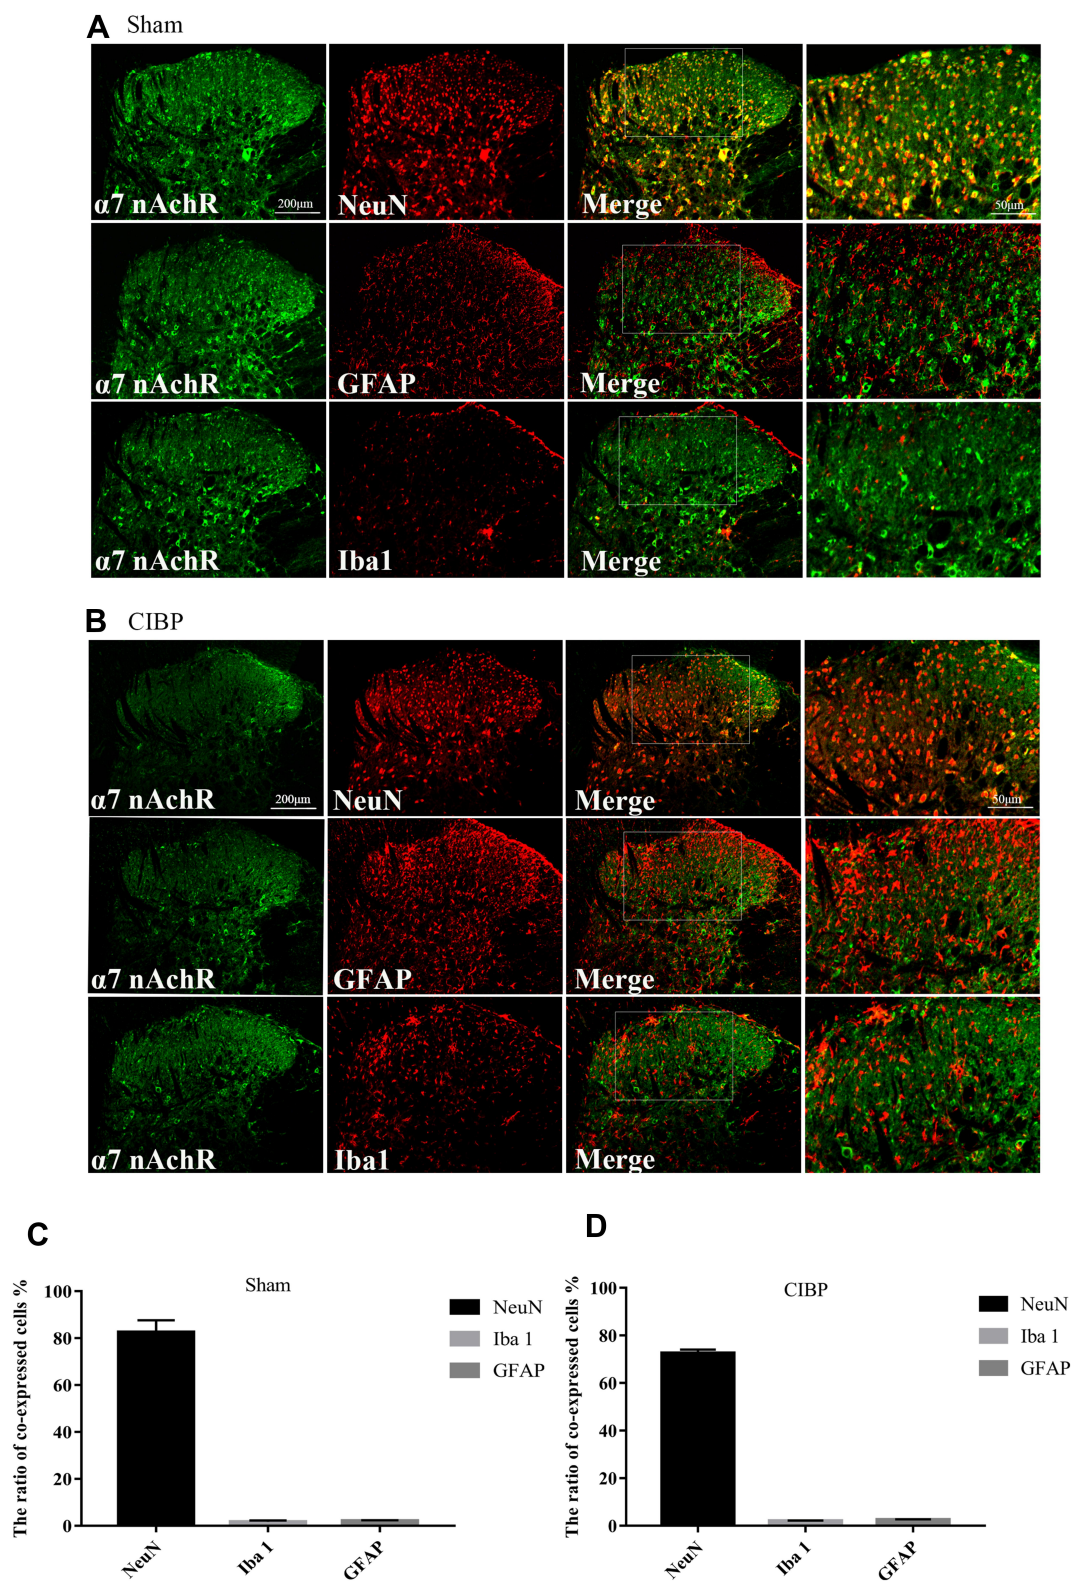 A Sham
α7 nAchR 200μm NeuN Merge 50μm
α7 nAchR GFAP Merge
α7 nAchR Iba1 Merge
B CIBP
α7 nAchR 200μm NeuN Merge 50μm
α7 nAchR GFAP Merge
α7 nAchR Iba1 Merge
C
Sham
The ratio of co-expressed cells %
100
80
60
40
20
0
NeuN
Iba 1
GFAP
NeuN
Iba 1
GFAP
D
CIBP
The ratio of co-expressed cells %
100
80
60
40
20
0
NeuN
Iba 1
GFAP
NeuN
Iba 1
GFAP